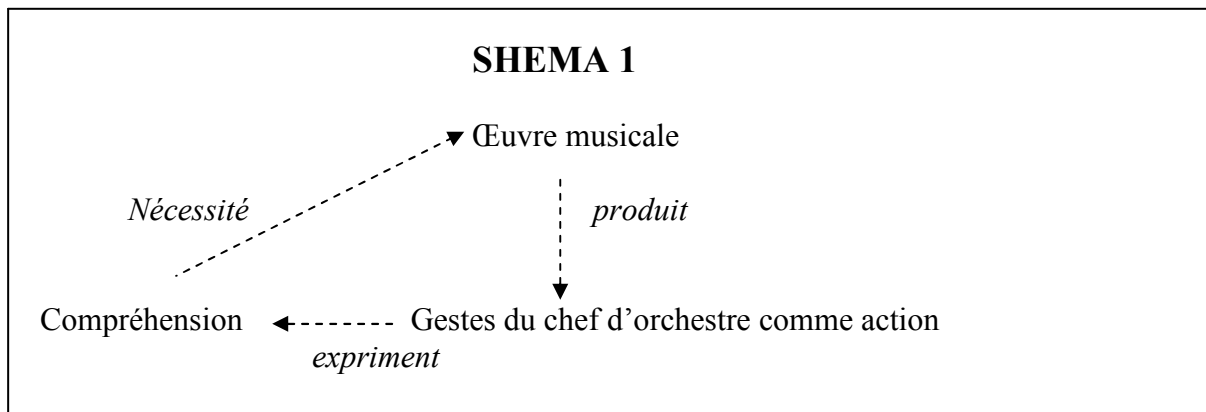 SHEMA 1
Œuvre musicale
Nécessité
produit
Compréhension
Gestes du chef d’orchestre comme action
expriment